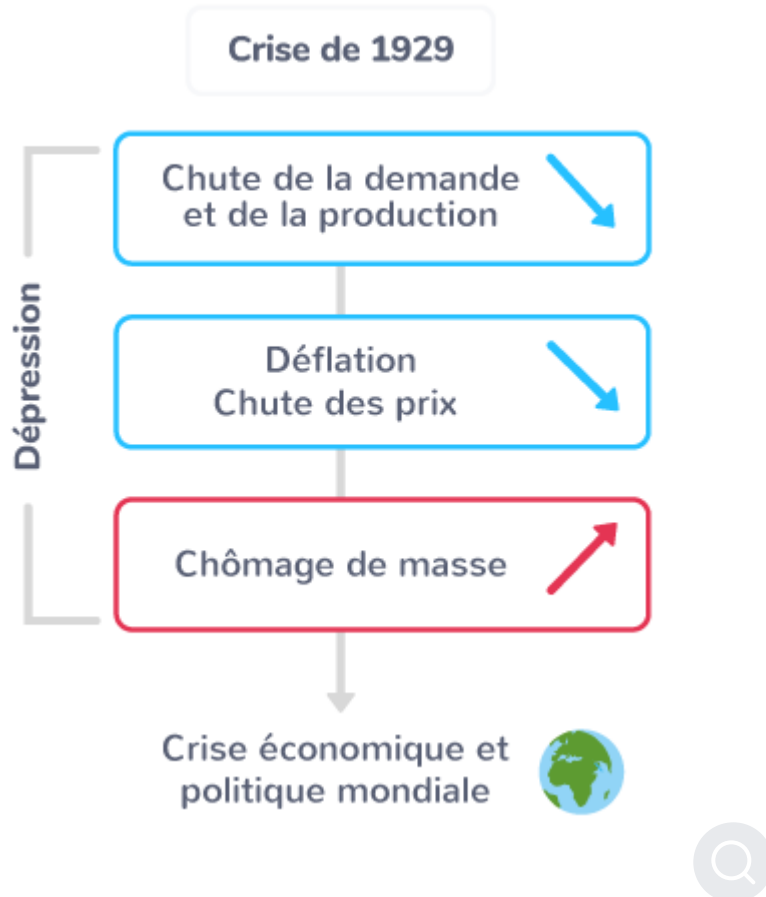 Crise de 1929
Chute de la demande
et de la production
Dépression
Déflation
Chute des prix
Chômage de masse
Crise économique et
politique mondiale